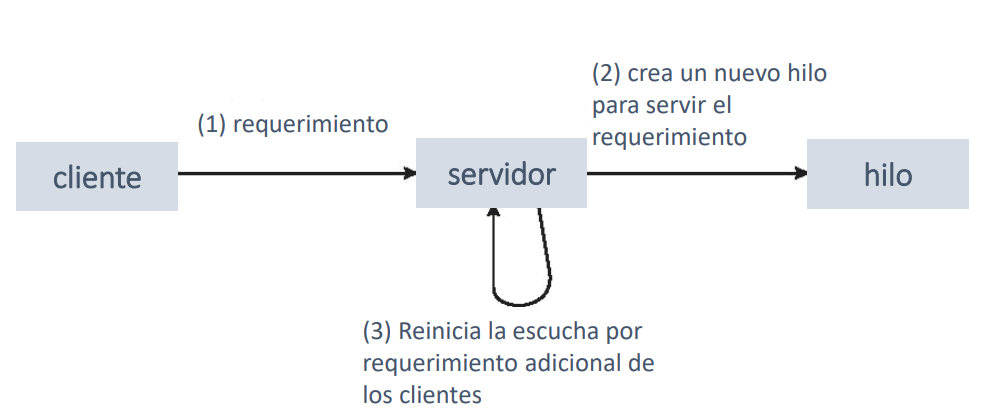 (2) crea un nuevo hilo
para servir el
requerimiento
(1) requerimiento
cliente
servidor
hilo
(3) Reinicia la escucha por
requerimiento adicional de
los clientes